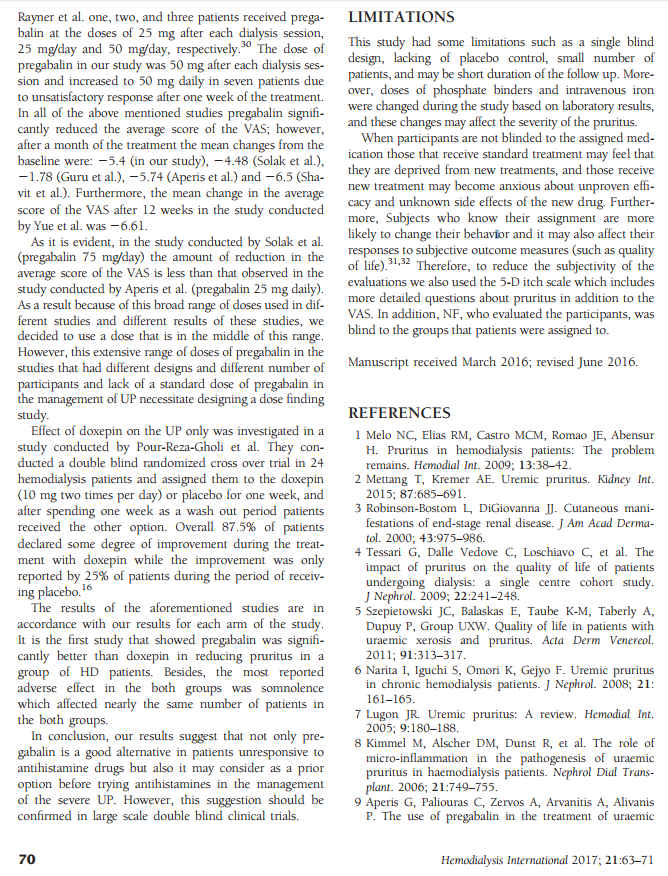 Rayner et al. one, two, and three patients received prega-
balin at the doses of 25 mg after each dialysis session,
25 mg/day and 50 mg/day, respectively.30 The dose of
pregabalin in our study was 50 mg after each dialysis ses-
sion and increased to 50 mg daily in seven patients due
to unsatisfactory response after one week of the treatment.
In all of the above mentioned studies pregabalin signifi-
cantly reduced the average score of the VAS; however,
after a month of the treatment the mean changes from the
baseline were: −5.4 (in our study), −4.48 (Solak et al.),
−1.78 (Guru et al.), −5.74 (Aperis et al.) and −6.5 (Sha-
vit et al.). Furthermore, the mean change in the average
score of the VAS after 12 weeks in the study conducted
by Yue et al. was −6.61.
As it is evident, in the study conducted by Solak et al.
(pregabalin 75 mg/day) the amount of reduction in the
average score of the VAS is less than that observed in the
study conducted by Aperis et al. (pregabalin 25 mg daily).
As a result because of this broad range of doses used in dif-
ferent studies and different results of these studies, we
decided to use a dose that is in the middle of this range.
However, this extensive range of doses of pregabalin in the
studies that had different designs and different number of
participants and lack of a standard dose of pregabalin in
the management of UP necessitate designing a dose finding
study.
Effect of doxepin on the UP only was investigated in a
study conducted by Pour-Reza-Gholi et al. They con-
ducted a double blind randomized cross over trial in 24
hemodialysis patients and assigned them to the doxepin
(10 mg two times per day) or placebo for one week, and
after spending one week as a wash out period patients
received the other option. Overall 87.5% of patients
declared some degree of improvement during the treat-
ment with doxepin while the improvement was only
reported by 25% of patients during the period of receiv-
ing placebo.16
The results of the aforementioned studies are in
accordance with our results for each arm of the study.
It is the first study that showed pregabalin was signifi-
cantly better than doxepin in reducing pruritus in a
group of HD patients. Besides, the most reported
adverse effect in the both groups was somnolence
which affected nearly the same number of patients in
the both groups.
In conclusion, our results suggest that not only pre-
gabalin is a good alternative in patients unresponsive to
antihistamine drugs but also it may consider as a prior
option before trying antihistamines in the management
of the severe UP. However, this suggestion should be
confirmed in large scale double blind clinical trials.
LIMITATIONS
This study had some limitations such as a single blind
design, lacking of placebo control, small number of
patients, and may be short duration of the follow up. More-
over, doses of phosphate binders and intravenous iron
were changed during the study based on laboratory results,
and these changes may affect the severity of the pruritus.
When participants are not blinded to the assigned med-
ication those that receive standard treatment may feel that
they are deprived from new treatments, and those receive
new treatment may become anxious about unproven effi-
cacy and unknown side effects of the new drug. Further-
more, Subjects who know their assignment are more
likely to change their behavior and it may also affect their
responses to subjective outcome measures (such as quality
of life).31,32 Therefore, to reduce the subjectivity of the
evaluations we also used the 5-D itch scale which includes
more detailed questions about pruritus in addition to the
VAS. In addition, NF, who evaluated the participants, was
blind to the groups that patients were assigned to.
Manuscript received March 2016; revised June 2016.
REFERENCES
1 Melo NC, Elias RM, Castro MCM, Romao JE, Abensur
H. Pruritus in hemodialysis patients: The problem
remains. Hemodial Int. 2009; 13:38–42.
2 Mettang T, Kremer AE. Uremic pruritus. Kidney Int.
2015; 87:685–691.
3 Robinson-Bostom L, DiGiovanna JJ. Cutaneous mani-
festations of end-stage renal disease. J Am Acad Derma-
tol. 2000; 43:975–986.
4 Tessari G, Dalle Vedove C, Loschiavo C, et al. The
impact of pruritus on the quality of life of patients
undergoing dialysis: a single centre cohort study.
J Nephrol. 2009; 22:241–248.
5 Szepietowski JC, Balaskas E, Taube K-M, Taberly A,
Dupuy P, Group UXW. Quality of life in patients with
uraemic xerosis and pruritus. Acta Derm Venereol.
2011; 91:313–317.
6 Narita I, Iguchi S, Omori K, Gejyo F. Uremic pruritus
in chronic hemodialysis patients. J Nephrol. 2008; 21:
161–165.
7 Lugon JR. Uremic pruritus: A review. Hemodial Int.
2005; 9:180–188.
8 Kimmel M, Alscher DM, Dunst R, et al. The role of
micro-inflammation in the pathogenesis of uraemic
pruritus in haemodialysis patients. Nephrol Dial Trans-
plant. 2006; 21:749–755.
9 Aperis G, Paliouras C, Zervos A, Arvanitis A, Alivanis
P. The use of pregabalin in the treatment of uraemic
70
Hemodialysis International 2017; 21:63–71